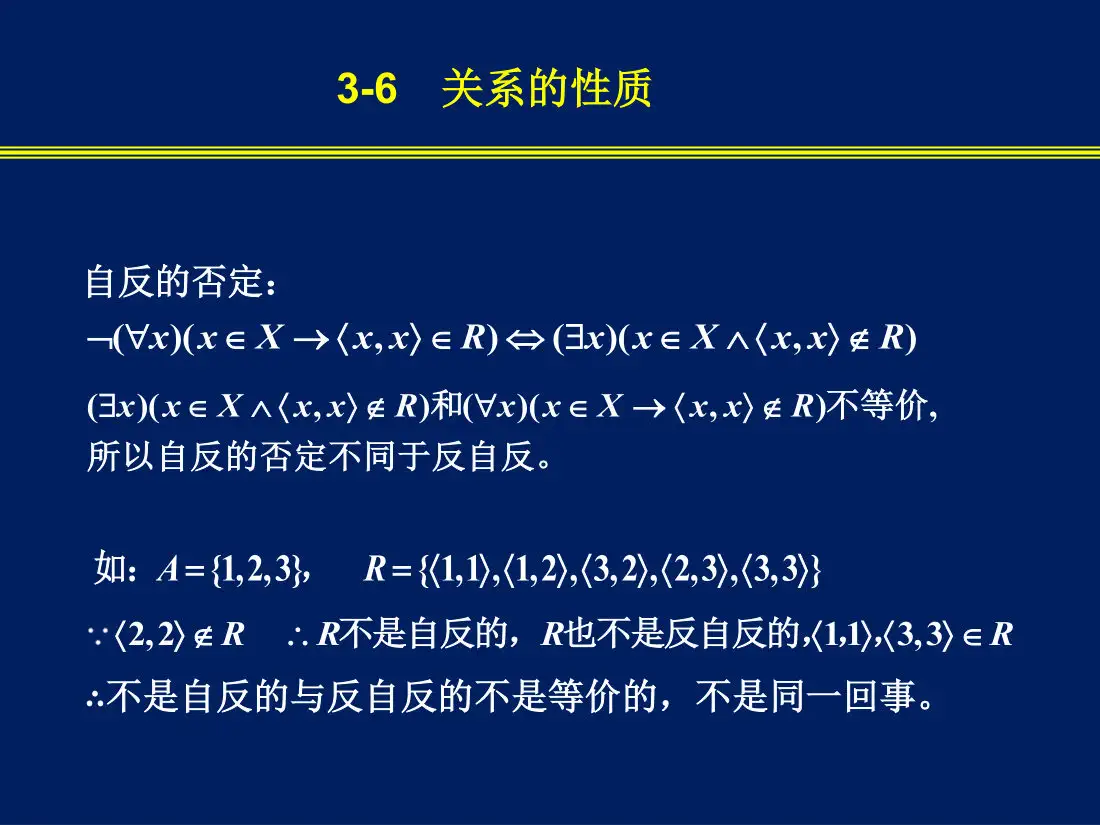 3-6 关系的性质
自反的否定：
¬(∀x)(x∈X→⟨x,x⟩∈R)⇔(∃x)(x∈X∧⟨x,x⟩∉R)
(∃x)(x∈X∧⟨x,x⟩∉R)和(∀x)(x∈X→⟨x,x⟩∉R)不等价,
所以自反的否定不同于反自反。
如：A={1,2,3}， R={⟨1,1⟩,⟨1,2⟩,⟨3,2⟩,⟨2,3⟩,⟨3,3⟩}
∵⟨2,2⟩∉R ∴R不是自反的，R也不是反自反的，⟨1，1⟩，⟨3,3⟩∈R
∴不是自反的与反自反的不是等价的，不是同一回事。